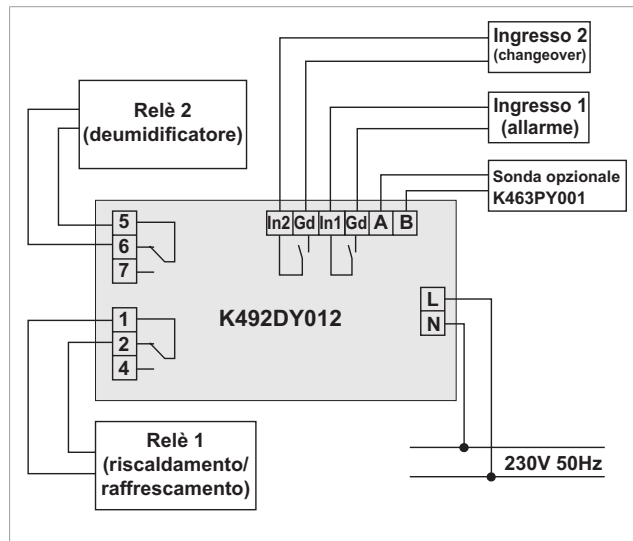 Ingresso 2
(changeover)
Relè 2
(deumidificatore)
Ingresso 1
(allarme)
Sonda opzionale
K463PY001
In2 Gd In1 Gd A B
5
6
7
K492DY012
L
N
1
2
4
Relè 1
(riscaldamento/
raffrescamento)
230V 50Hz